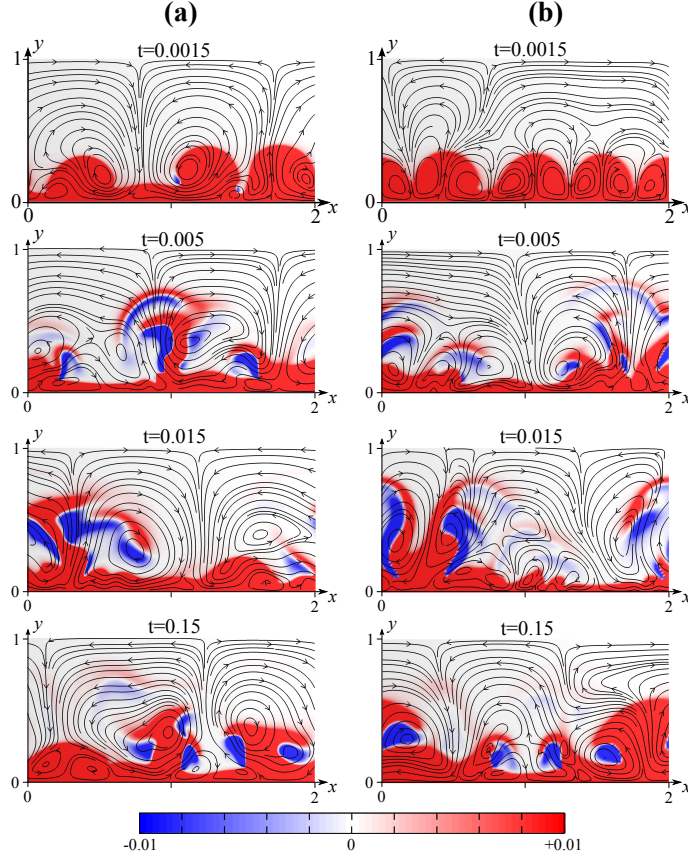 (a) (b)
t=0.0015 t=0.0015
y y
1 1
0 0
0 2 x 0 2 x
t=0.005 t=0.005
y y
1 1
0 0
0 2 x 0 2 x
t=0.015 t=0.015
y y
1 1
0 0
0 2 x 0 2 x
t=0.15 t=0.15
y y
1 1
0 0
0 2 x 0 2 x
-0.01 0 +0.01